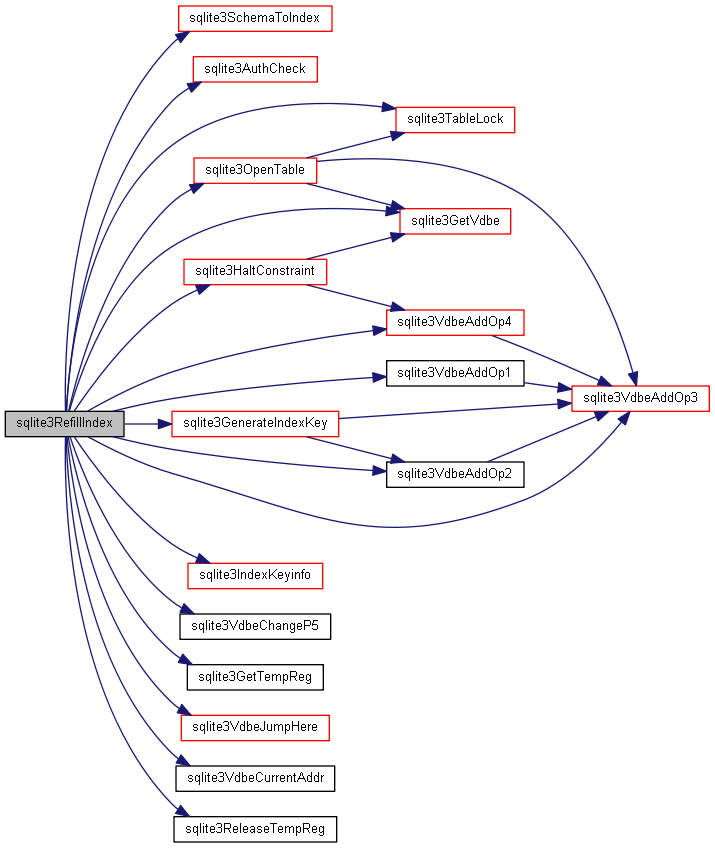 sqlite3SchemaToIndex
sqlite3AuthCheck
sqlite3TableLock
sqlite3OpenTable
sqlite3GetVdbe
sqlite3HaltConstraint
sqlite3VdbeAddOp4
sqlite3VdbeAddOp1
sqlite3VdbeAddOp3
sqlite3RefillIndex
sqlite3GenerateIndexKey
sqlite3VdbeAddOp2
sqlite3IndexKeyinfo
sqlite3VdbeChangeP5
sqlite3GetTempReg
sqlite3VdbeJumpHere
sqlite3VdbeCurrentAddr
sqlite3ReleaseTempReg